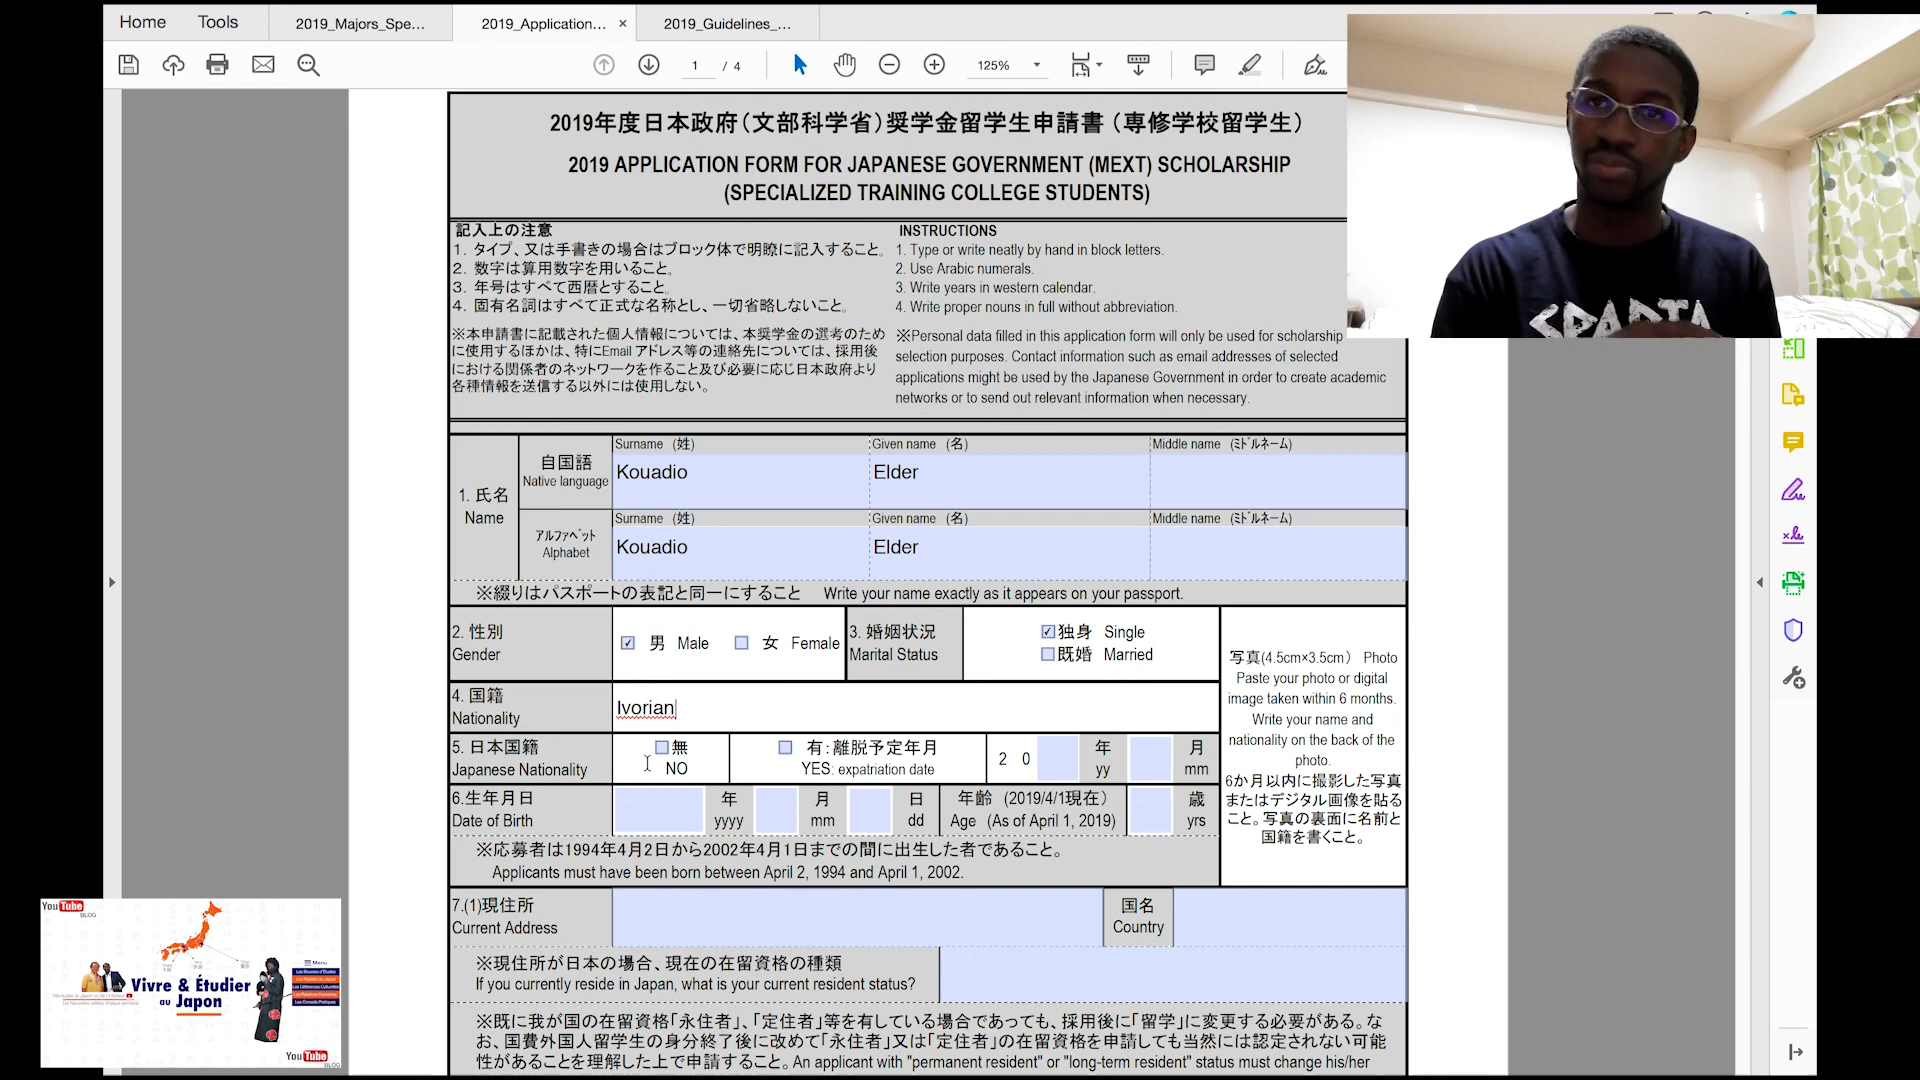 Home
Tools
2019_Majors_Spe...
2019_Application...
2019_Guidelines_...
1 / 4
125%
2019年度日本政府(文部科学省)奨学金留学生申請書(専修学校留学生)
2019 APPLICATION FORM FOR JAPANESE GOVERNMENT (MEXT) SCHOLARSHIP
(SPECIALIZED TRAINING COLLEGE STUDENTS)
記入上の注意
1. タイプ、又は手書きの場合はブロック体で明瞭に記入すること。
2. 数字は算用数字を用いること。
3. 年号はすべて西暦とすること。
4. 固有名詞はすべて正式な名称とし、一切省略しないこと。
※本申請書に記載された個人情報については、本奨学金の選考のため
に使用するほかは、特にEmail アドレス等の連絡先については、採用後
における関係者のネットワークを作ること及び必要に応じ日本政府より
各種情報を送信する以外には使用しない。
INSTRUCTIONS
1. Type or write neatly by hand in block letters.
2. Use Arabic numerals.
3. Write years in western calendar.
4. Write proper nouns in full without abbreviation.
※Personal data filled in this application form will only be used for scholarship
selection purposes. Contact information such as email addresses of selected
applications might be used by the Japanese Government in order to create academic
networks or to send out relevant information when necessary.
1. 氏名
Name
自国語
Native language
Surname (姓)
Given name (名)
Middle name (ミドルネーム)
Kouadio
Elder
アルファベット
Alphabet
Surname (姓)
Given name (名)
Middle name (ミドルネーム)
Kouadio
Elder
※綴りはパスポートの表記と同一にすること Write your name exactly as it appears on your passport.
2. 性別
Gender
男 Male
女 Female
3. 婚姻状況
Marital Status
独身 Single
既婚 Married
4. 国籍
Nationality
Ivorian
5. 日本国籍
Japanese Nationality
無
NO
有:離脱予定年月
YES: expatriation date
2 0
年
yy
月
mm
6.生年月日
Date of Birth
年
yyyy
月
mm
日
dd
年齢 (2019/4/1現在)
Age (As of April 1, 2019)
歳
yrs
※応募者は1994年4月2日から2002年4月1日までの間に出生した者であること。
Applicants must have been born between April 2, 1994 and April 1, 2002.
写真(4.5cm×3.5cm) Photo
Paste your photo or digital
image taken within 6 months.
Write your name and
nationality on the back of the
photo.
6か月以内に撮影した写真
またはデジタル画像を貼る
こと。写真の裏面に名前と
国籍を書くこと。
7.(1)現住所
Current Address
国名
Country
※現住所が日本の場合、現在の在留資格の種類
If you currently reside in Japan, what is your current resident status?
※既に我が国の在留資格「永住者」、「定住者」等を有している場合であっても、採用後に「留学」に変更する必要がある。な
お、国費外国人留学生の身分終了後に改めて「永住者」又は「定住者」の在留資格を申請しても当然には認定されない可能
性があることを理解した上で申請すること。An applicant with "permanent resident" or "long-term resident" status must change his/her
SPARTA
YouTube
BLOG
Vivre & Étudier
au Japon
Menu
YouTube
BLOG